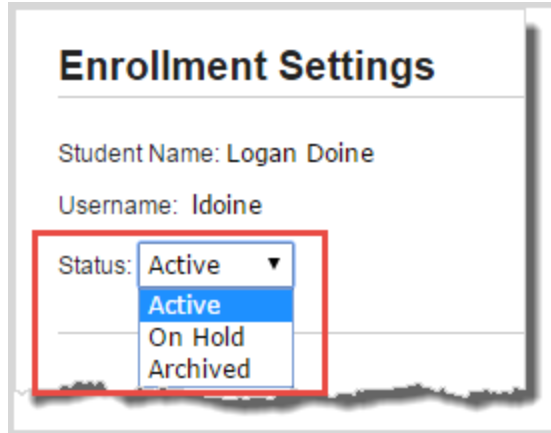 Enrollment Settings
Student Name: Logan Doine
Username: ldoine
Status: Active
Active
On Hold
Archived